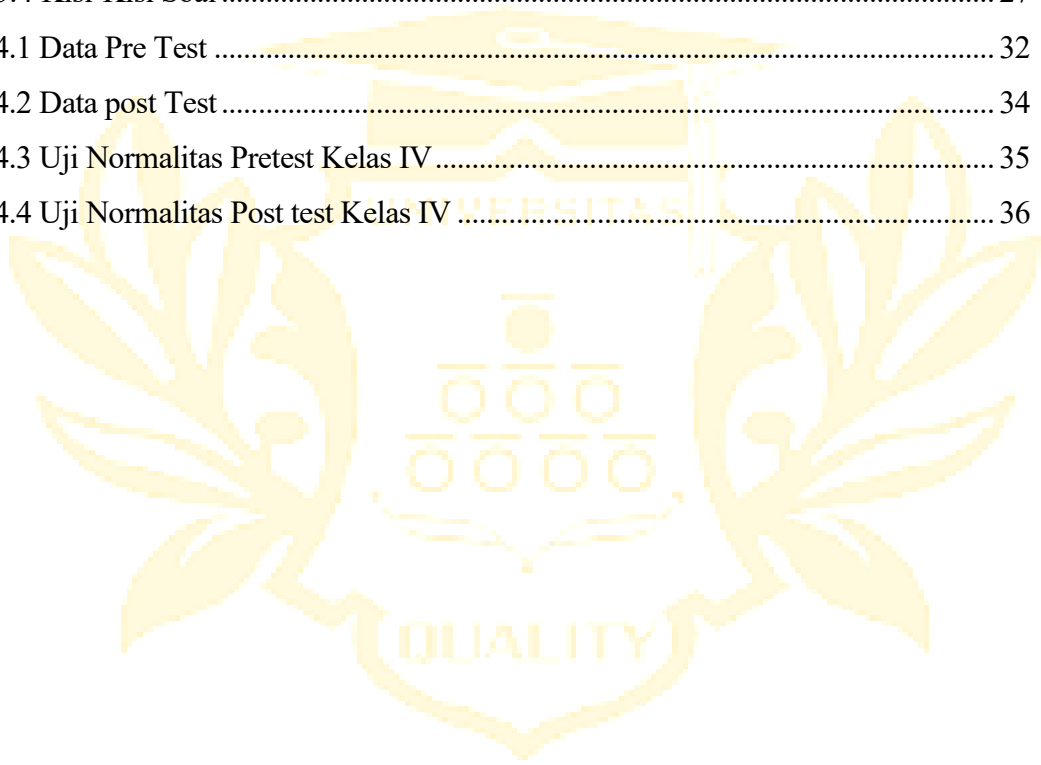 4.1 Data Pre Test ........................................ 32
4.2 Data post Test ........................................ 34
4.3 Uji Normalitas Pretest Kelas IV ........................................ 35
4.4 Uji Normalitas Post test Kelas IV ........................................ 36
UNIVERSITAS
QUALITY